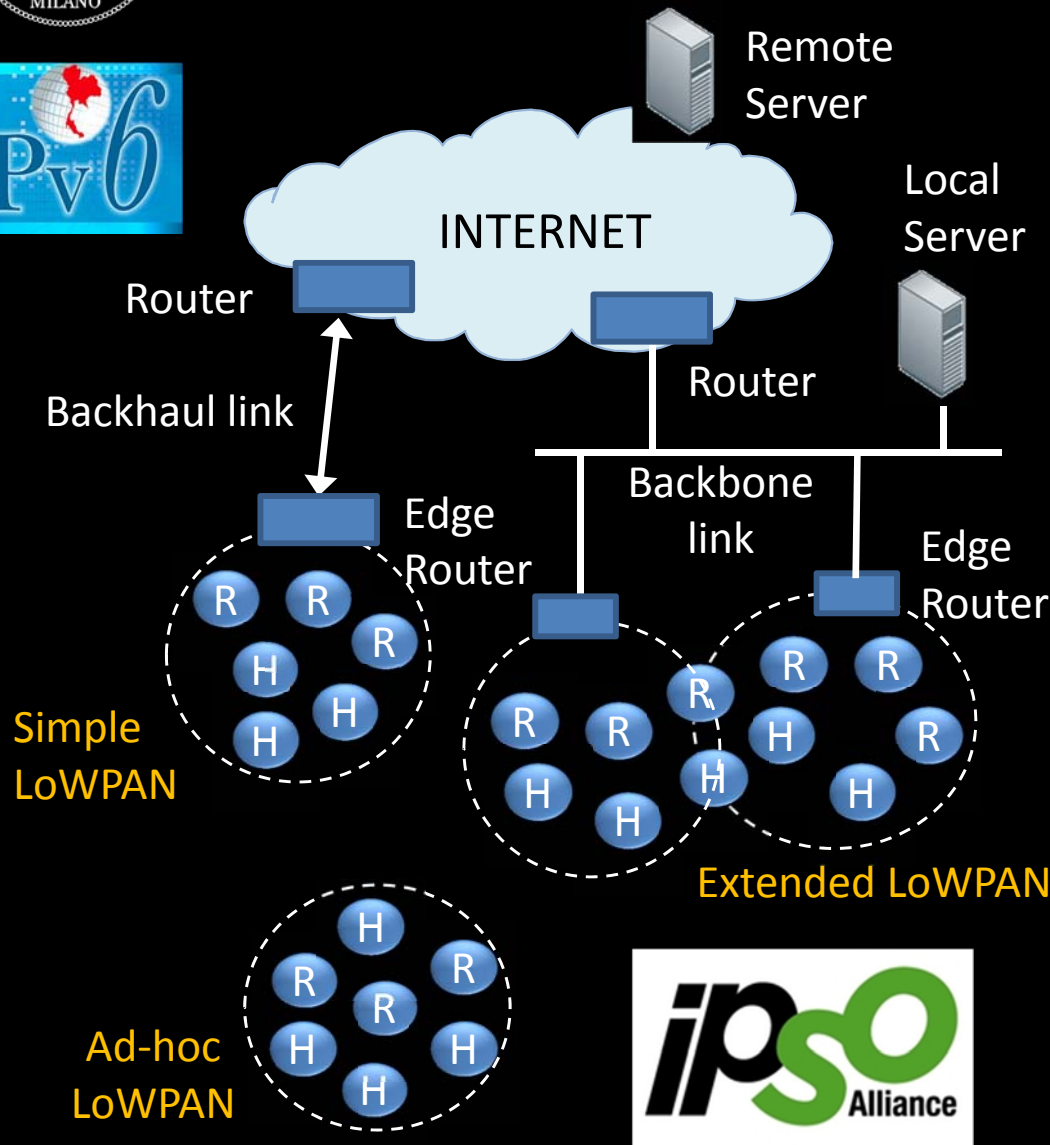 MILANO
Pv6
Remote
Server
INTERNET
Local
Server
Router
Router
Backhaul link
Backbone
link
Edge
Router
Edge
Router
R
R
R
H
H
H
Simple
LoWPAN
R
R
R
H
H
H
R
R
H
R
H
Extended LoWPAN
H
R
R
R
H
H
H
Ad-hoc
LoWPAN
ipso
Alliance